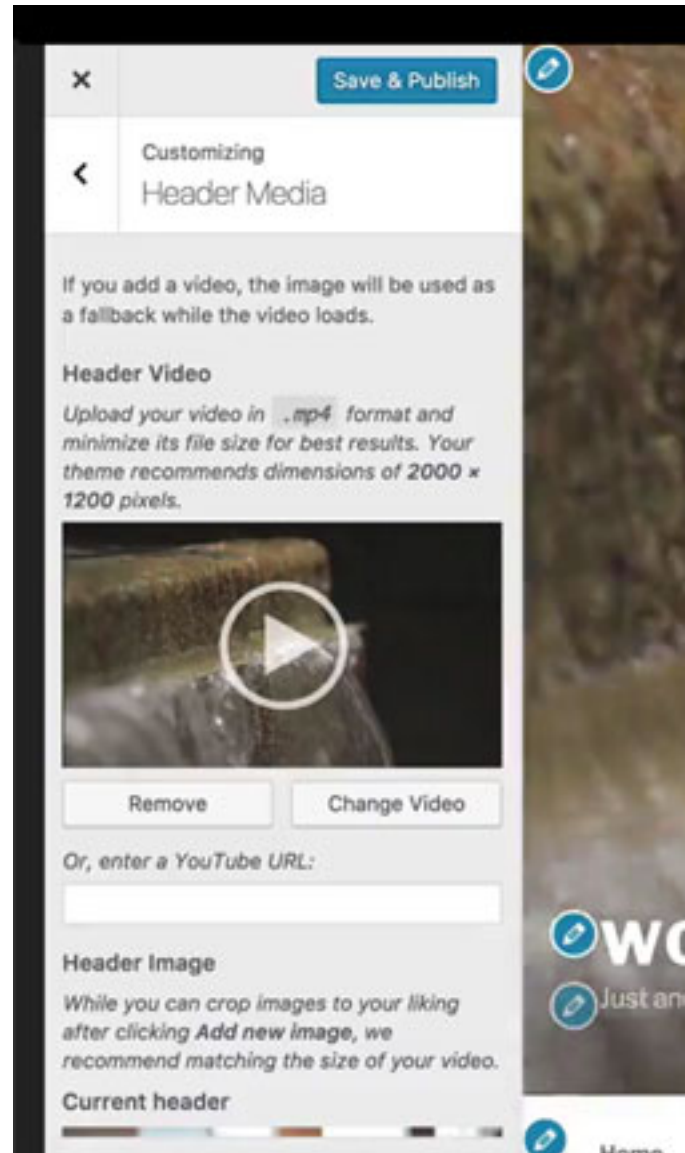 Save & Publish
Customizing
Header Media
If you add a video, the image will be used as
a fallback while the video loads.
Header Video
Upload your video in .mp4 format and
minimize its file size for best results. Your
theme recommends dimensions of 2000 ×
1200 pixels.
Remove
Change Video
Or, enter a YouTube URL:
Header Image
While you can crop images to your liking
after clicking Add new image, we
recommend matching the size of your video.
Current header
Just
Home